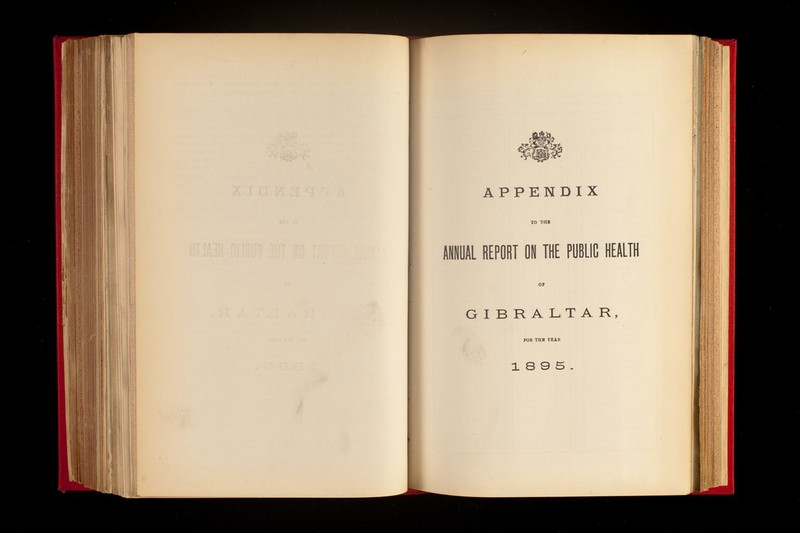 APPENDIX
TO THE
ANNUAL REPORT ON THE PUBLIC HEALTH
OF
GIBRALTAR,
FOR THE YEAR
1895.